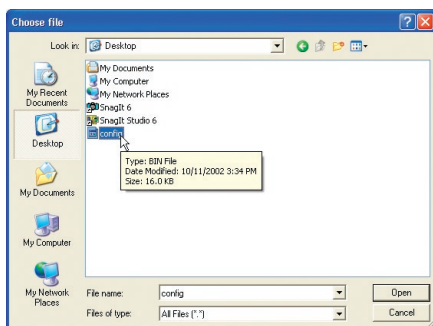 Choose file
Look in:
Desktop
My Recent
Documents
Desktop
My Documents
My Computer
My Network
Places
My Documents
My Computer
My Network Places
SnagIt 6
SnagIt Studio 6
config
Type: BIN File
Date Modified: 10/11/2002 3:34 PM
Size: 16.0 KB
File name:
config
Open
Files of type:
All Files (*.*)
Cancel